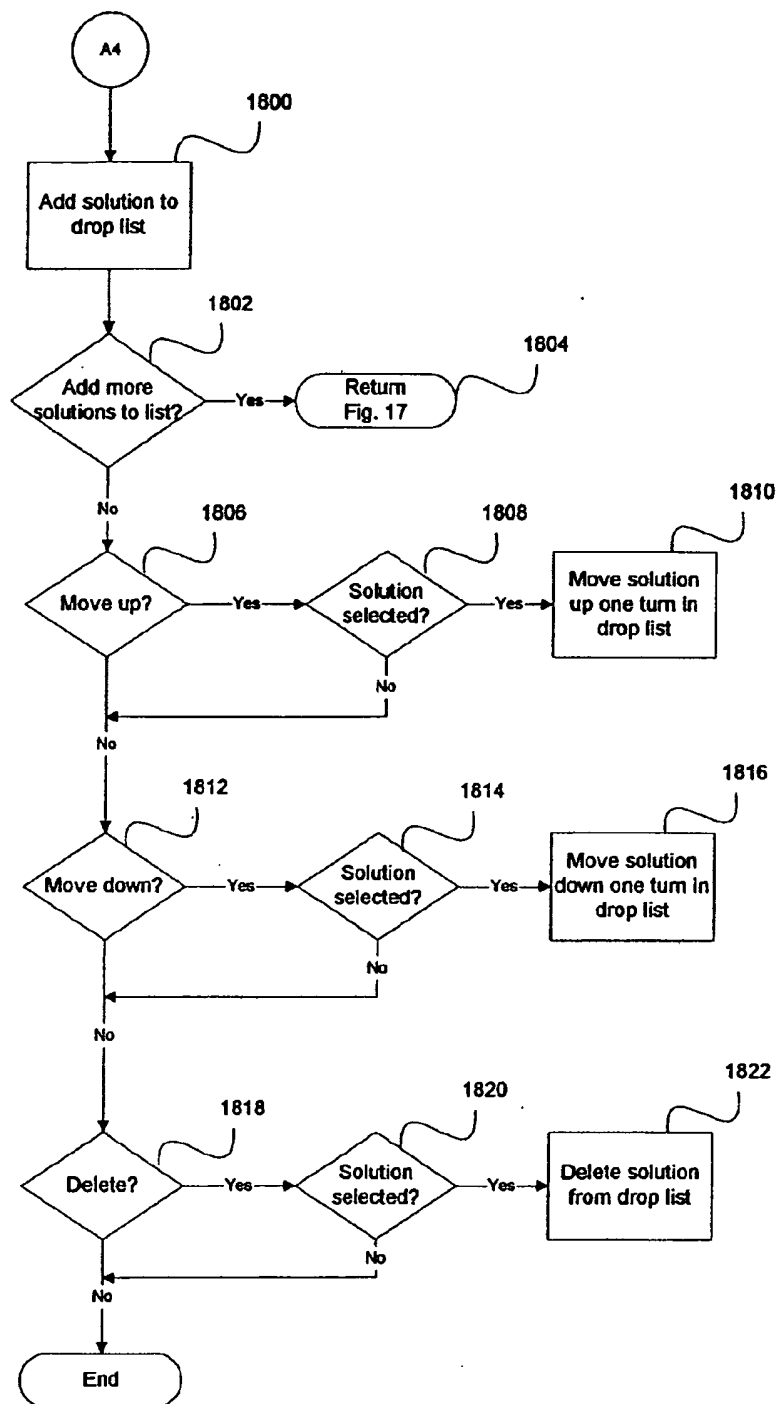 A4
1800
Add solution to
drop list
1802
Add more
solutions to list?
Yes
Return
Fig. 17
1804
No
1806
Move up?
Yes
1808
Solution
selected?
Yes
1810
Move solution
up one turn in
drop list
No
No
1812
Move down?
Yes
1814
Solution
selected?
Yes
1816
Move solution
down one turn in
drop list
No
No
1818
Delete?
Yes
1820
Solution
selected?
Yes
1822
Delete solution
from drop list
No
No
End